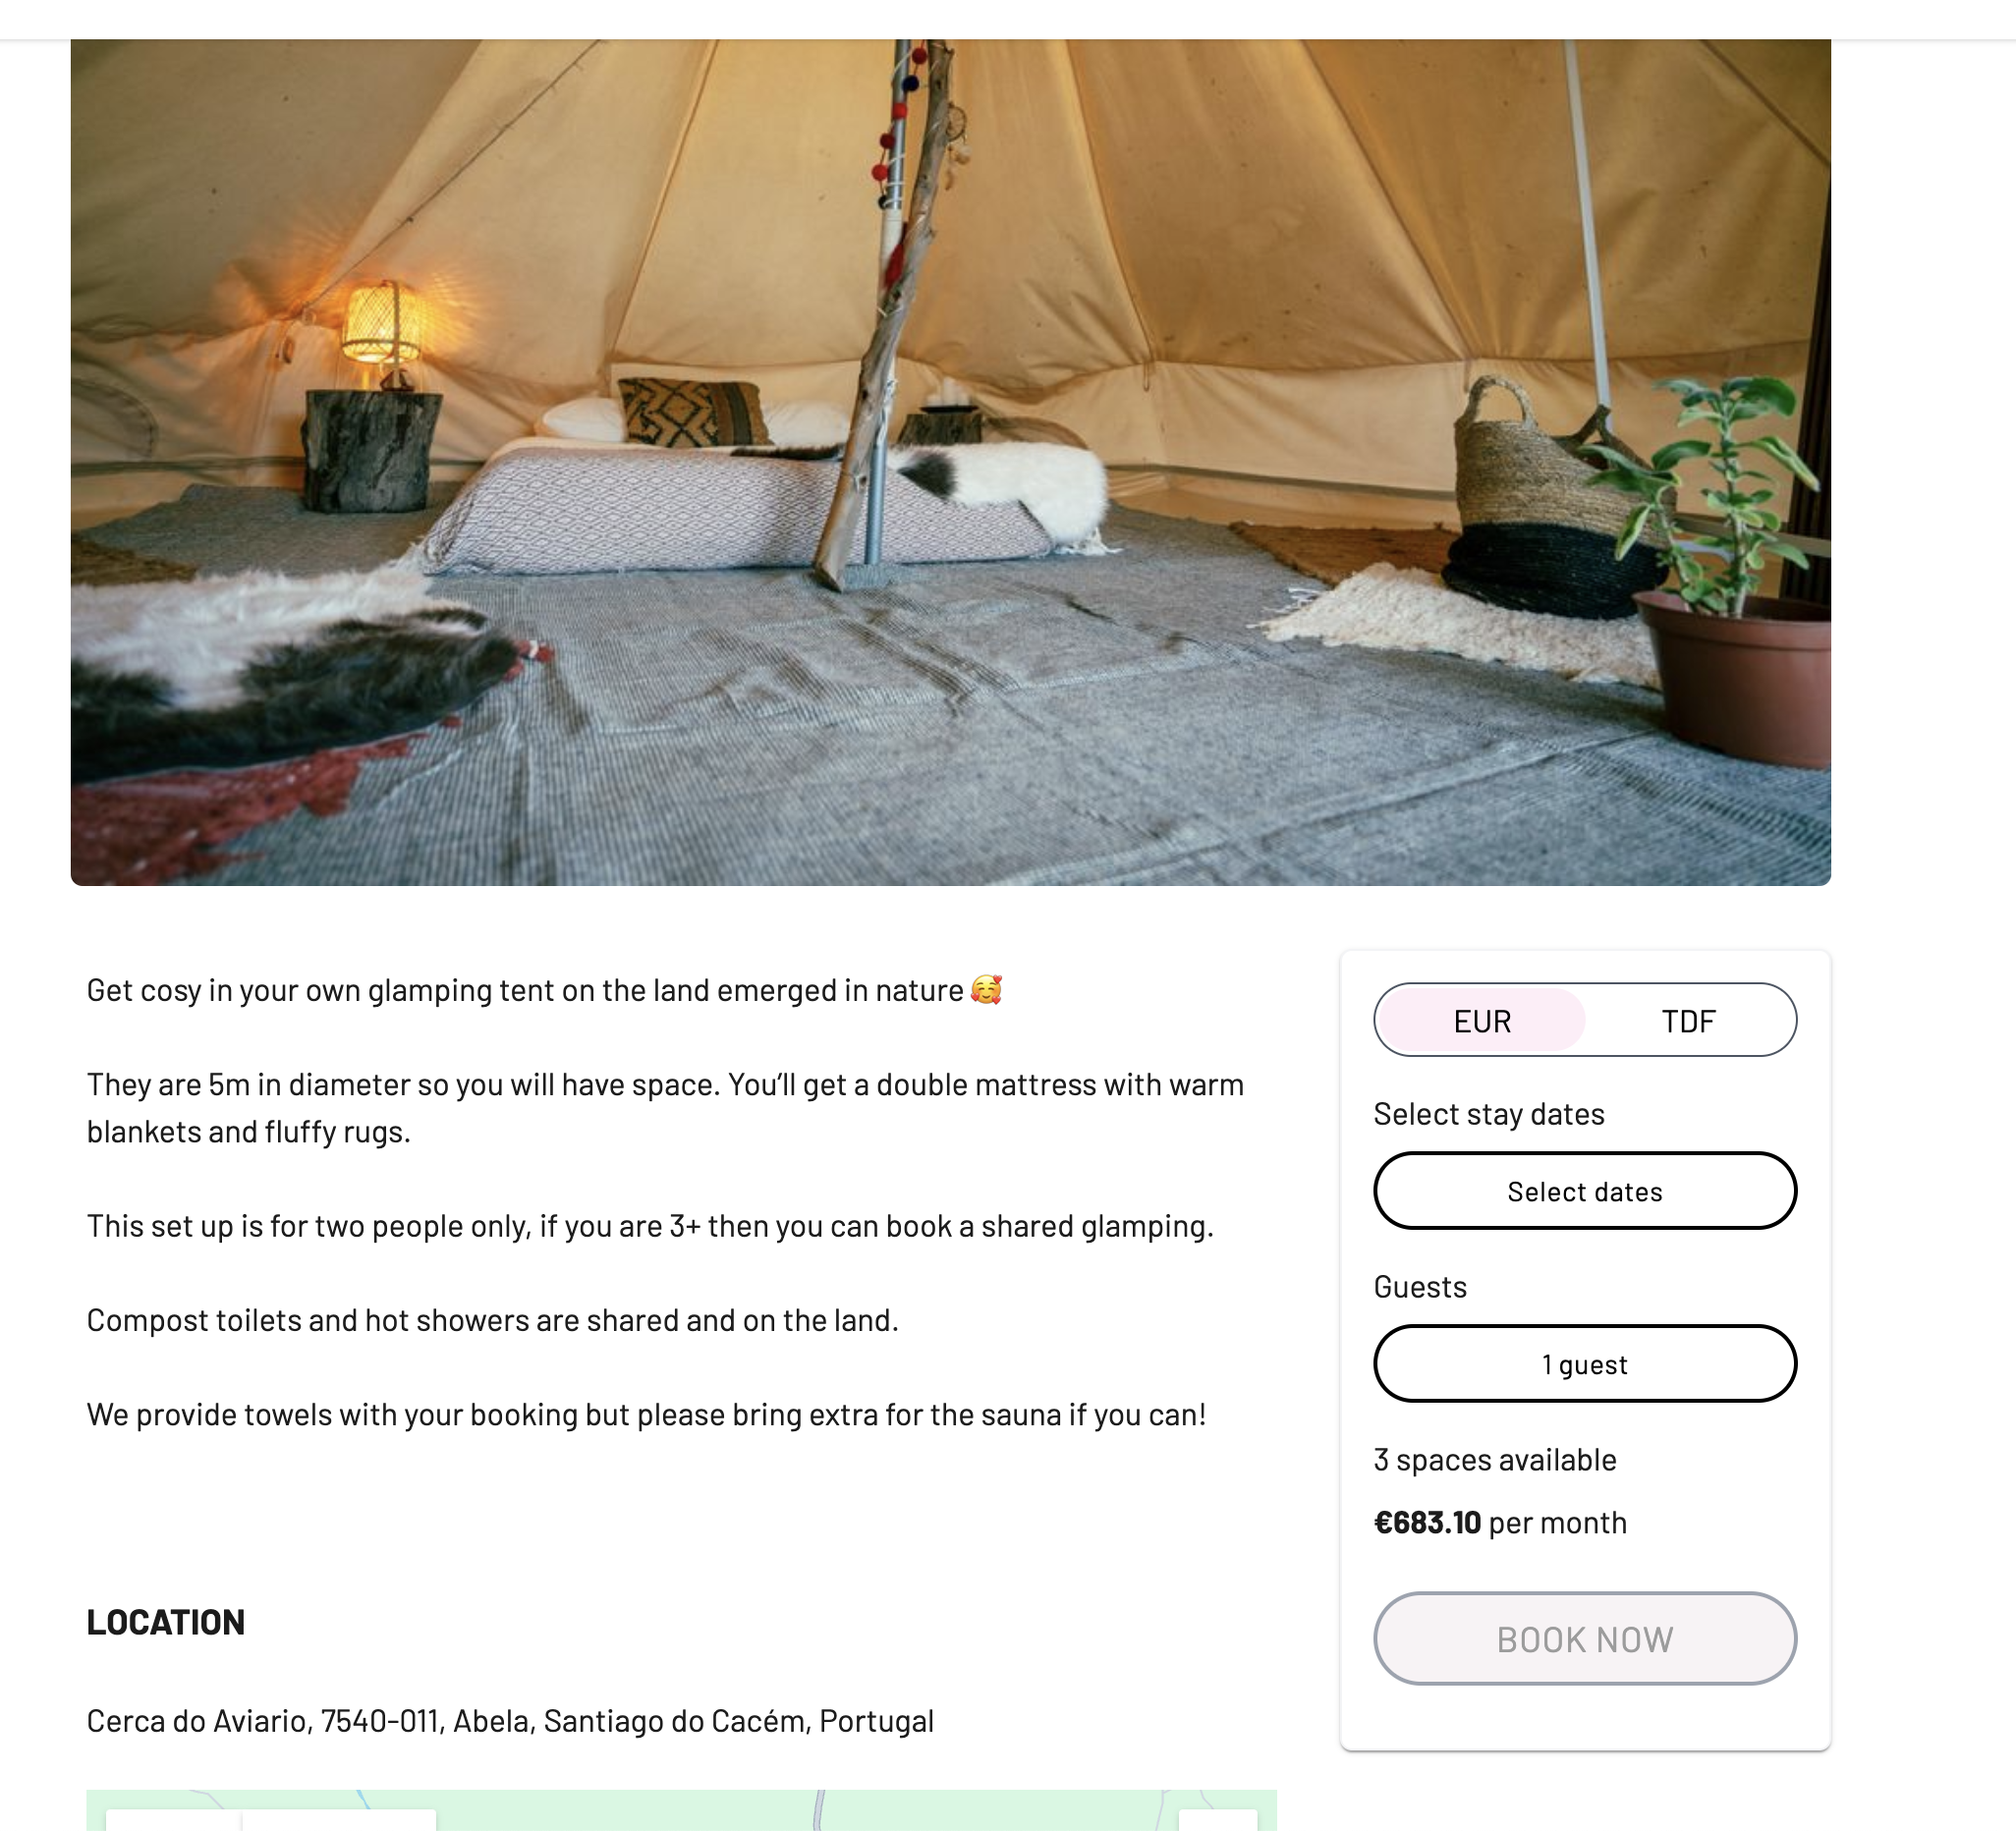 Get cosy in your own glamping tent on the land emerged in nature 🥰
They are 5m in diameter so you will have space. You’ll get a double mattress with warm
blankets and fluffy rugs.
This set up is for two people only, if you are 3+ then you can book a shared glamping.
Compost toilets and hot showers are shared and on the land.
We provide towels with your booking but please bring extra for the sauna if you can!
LOCATION
Cerca do Aviario, 7540-011, Abela, Santiago do Cacém, Portugal
EUR TDF
Select stay dates
Select dates
Guests
1 guest
3 spaces available
€683.10 per month
BOOK NOW